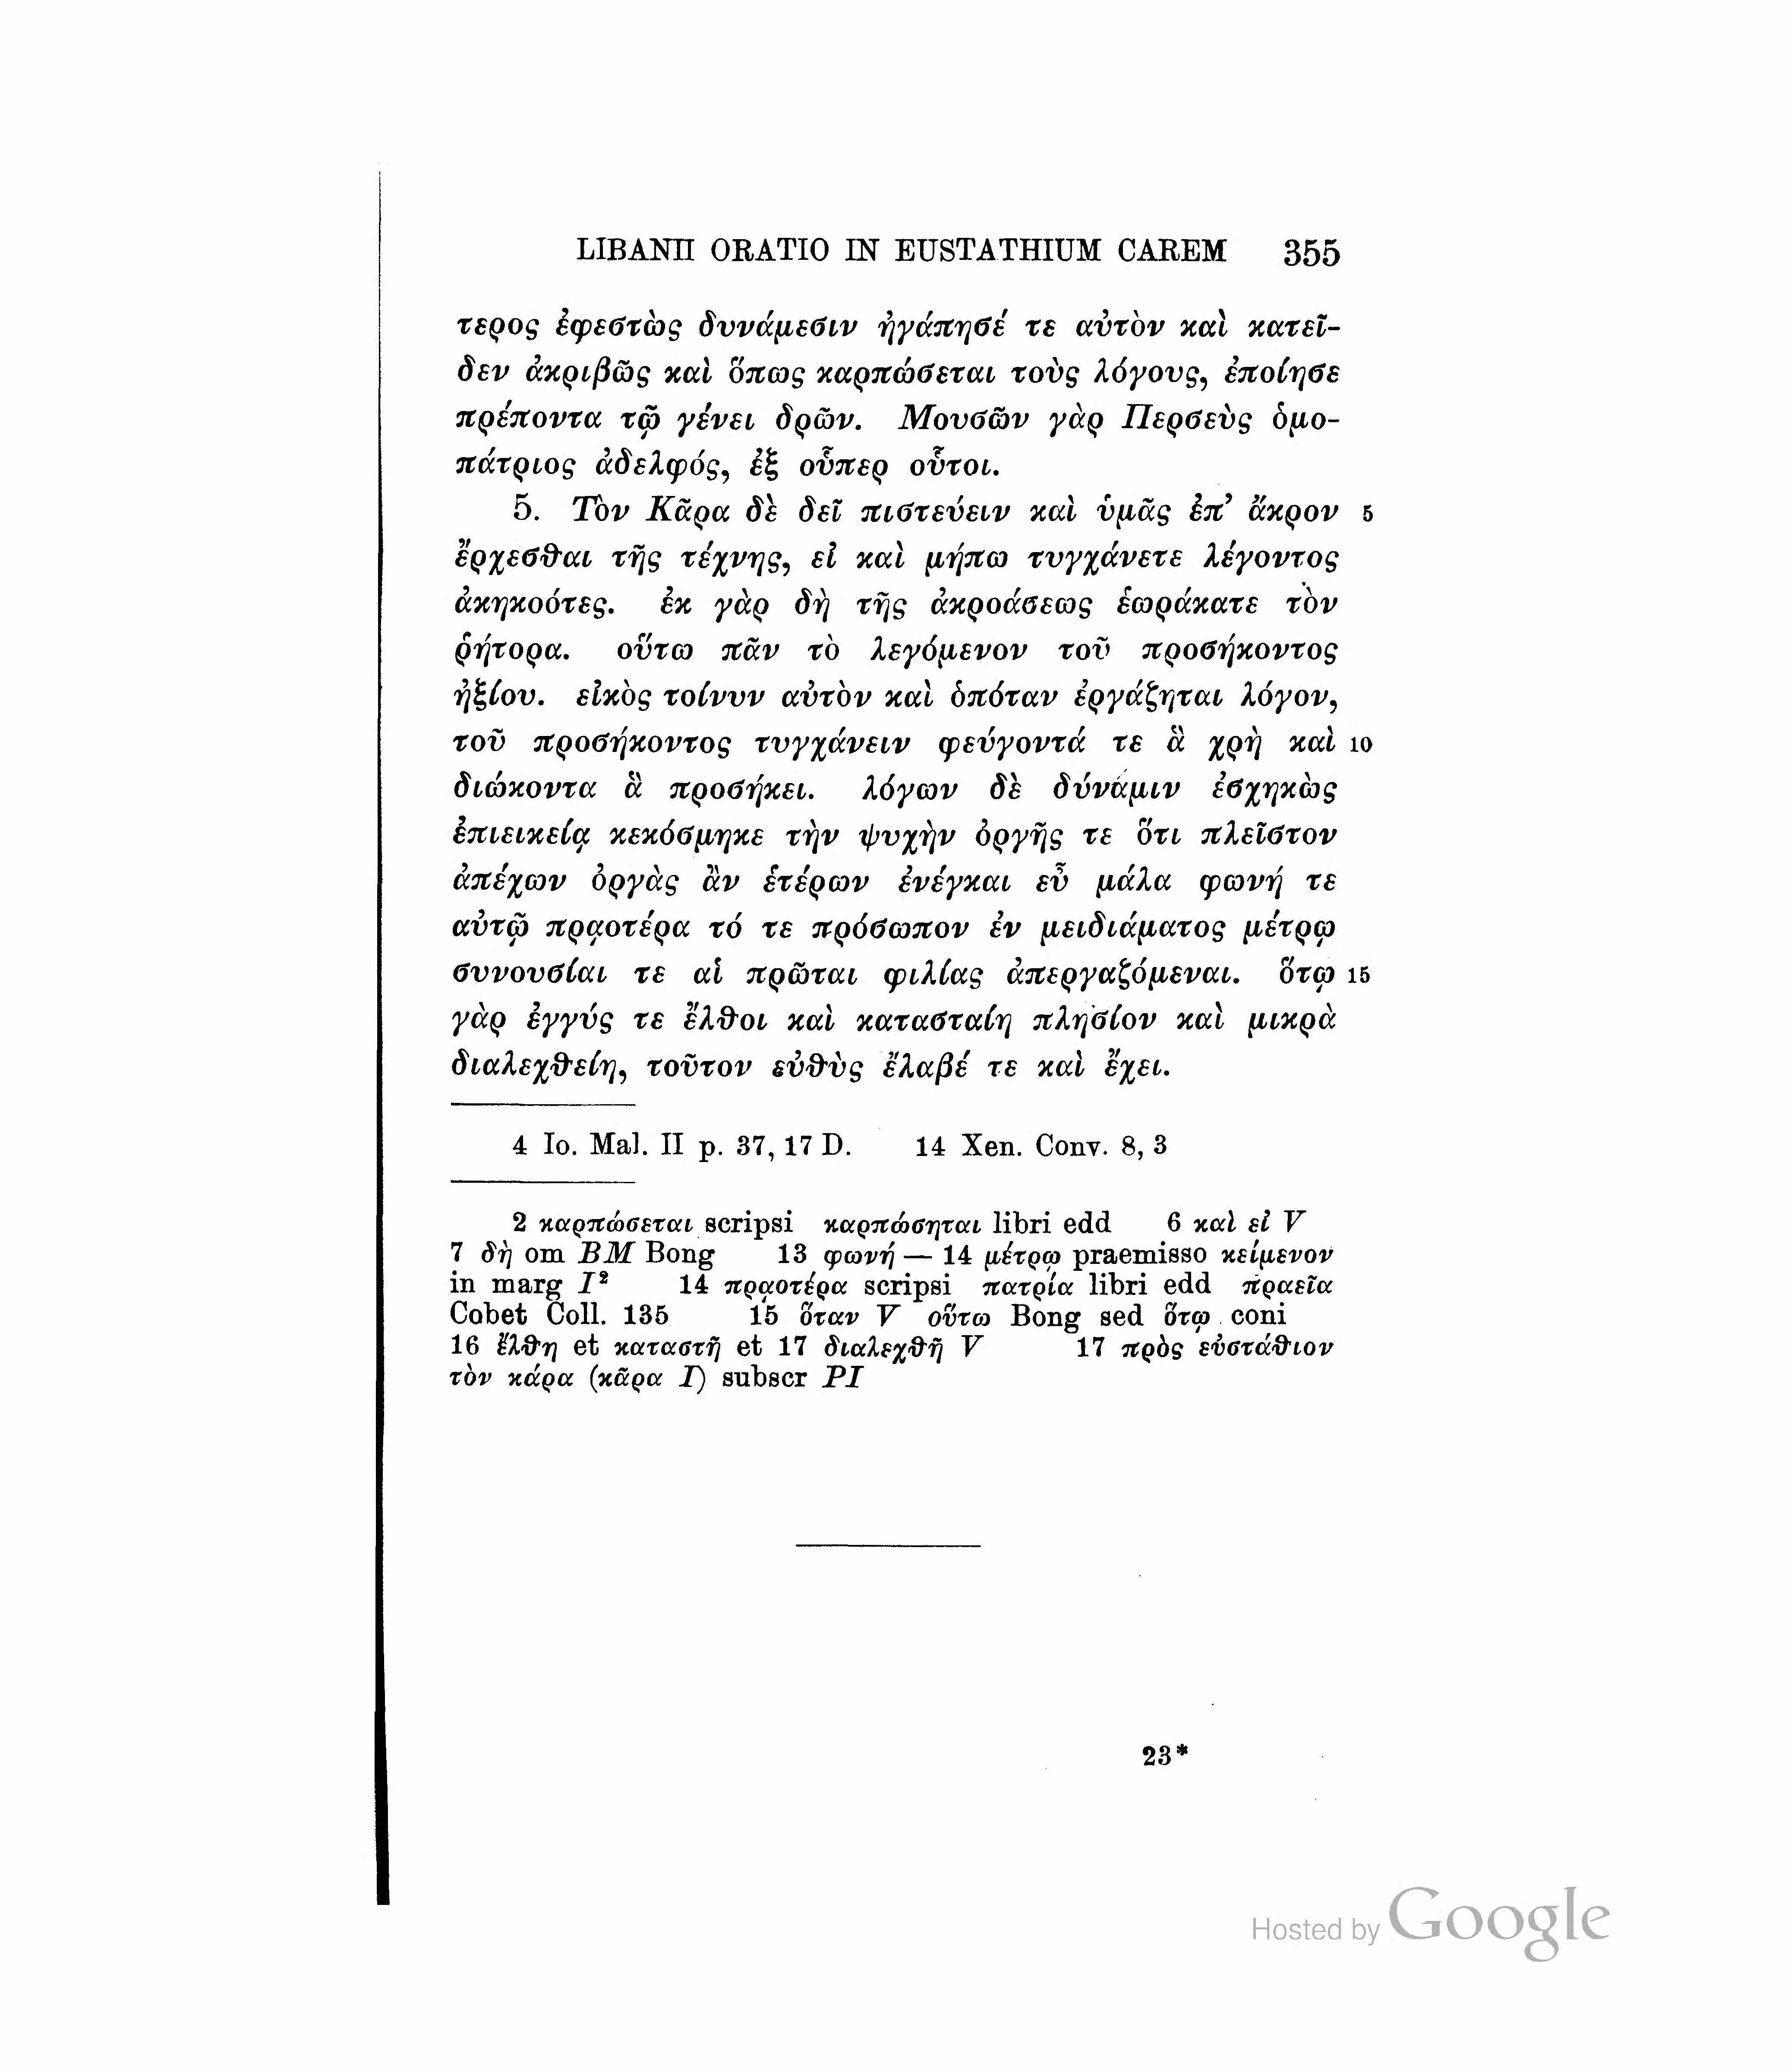 LIBANII ORATIO IN EUSTATHIUM CAREM 355
τερος ἐφεστὼς δυνάμεσιν ἠγάπησέ τε αὐτὸν καὶ κατεῖ-
δεν ἀκριβῶς καὶ ὅπως καρπώσεται τοὺς λόγους, ἐποίησε
πρέποντα τῷ γένει δρῶν. Μουσῶν γὰρ Περσεὺς ὁμο-
πάτριος ἀδελφός, ἐξ οὗπερ οὗτοι.
5. Τὸν Κᾶρα δὲ δεῖ πιστεύειν καὶ ὑμᾶς ἐπ’ ἄκρον 5
ἔρχεσθαι τῆς τέχνης, εἰ καὶ μήπω τυγχάνετε λέγοντος
ἀκηκοότες. ἐκ γὰρ δὴ τῆς ἀκροάσεως ἑωράκατε τὸν
ῥήτορα. οὕτω πᾶν τὸ λεγόμενον τοῦ προσήκοντος
ἠξίου. εἰκὸς τοίνυν αὐτὸν καὶ ὁπόταν ἐργάζηται λόγον,
τοῦ προσήκοντος τυγχάνειν φεύγοντά τε ἃ χρὴ καὶ 10
διώκοντα ἃ προσήκει. λόγων δὲ δύναμιν ἐσχηκὼς
ἐπιεικείᾳ κεκόσμηκε τὴν ψυχὴν ὀργῆς τε ὅτι πλεῖστον
ἀπέχων ὀργὰς ἂν ἑτέρων ἐνέγκαι εὖ μάλα φωνή τε
αὐτῷ πρᾳοτέρα τό τε πρόσωπον ἐν μειδιάματος μέτρῳ
συνουσίαι τε αἱ πρῶται φιλίας ἀπεργαζόμεναι. ὅτῳ 15
γὰρ ἐγγύς τε ἔλθοι καὶ κατασταίη πλησίον καὶ μικρὰ
διαλεχθείη, τοῦτον εὐθὺς ἔλαβέ τε καὶ ἔχει.
4 Io. Mal. II p. 37, 17 D. 14 Xen. Conv. 8, 3
2 καρπώσεται scripsi καρπώσηται libri edd 6 καὶ εἰ V
7 δὴ om BM Bong 13 φωνή — 14 μέτρῳ praemisso κείμενον
in marg I² 14 πρᾳοτέρα scripsi πατρία libri edd πραεῖα
Cobet Coll. 135 15 ὅταν V οὕτω Bong sed ὅτῳ coni
16 ἔλθη et καταστῆ et 17 διαλεχθῆ V 17 πρὸς εὐστάθιον
τὸν κάρα (κᾶρα I) subscr PI
23*
Hosted by Google